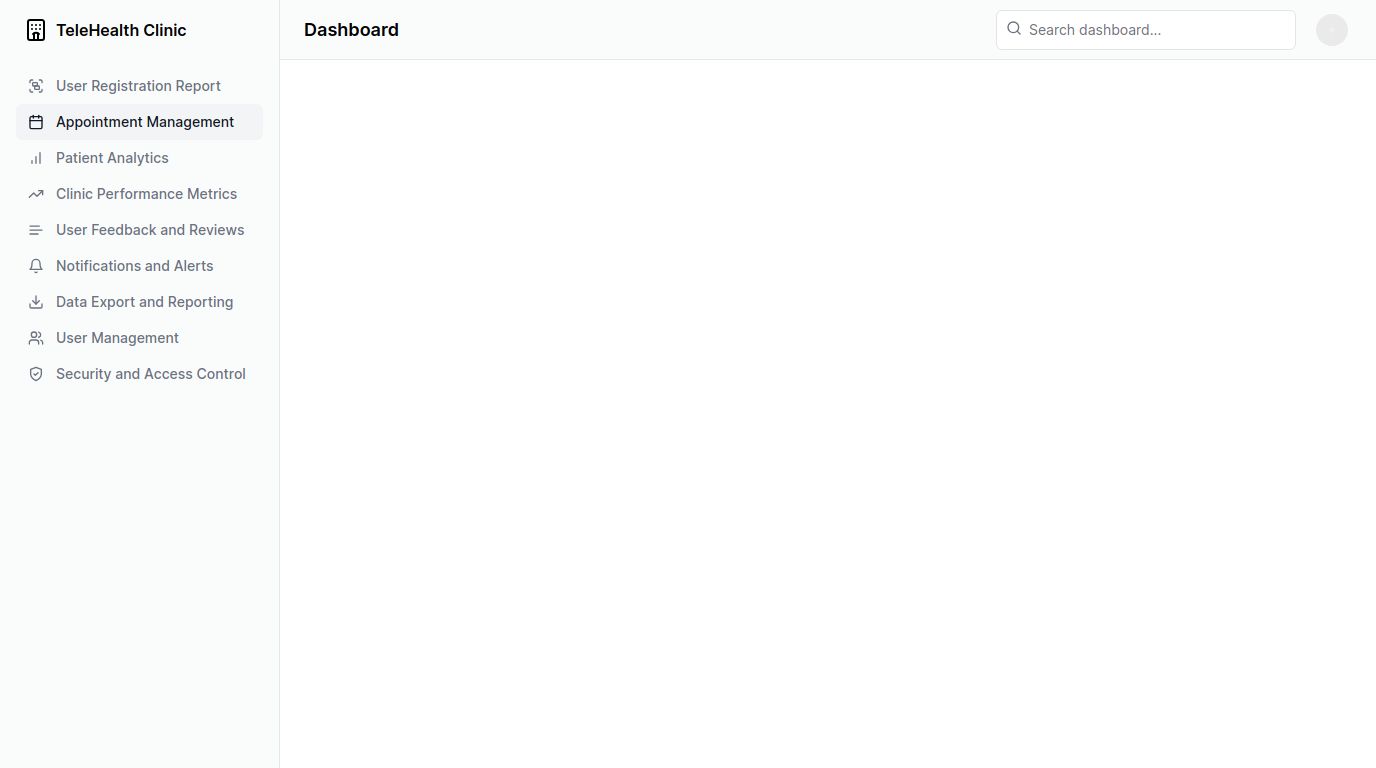 TeleHealth Clinic
User Registration Report
Appointment Management
Patient Analytics
Clinic Performance Metrics
User Feedback and Reviews
Notifications and Alerts
Data Export and Reporting
User Management
Security and Access Control
Dashboard
Search dashboard...